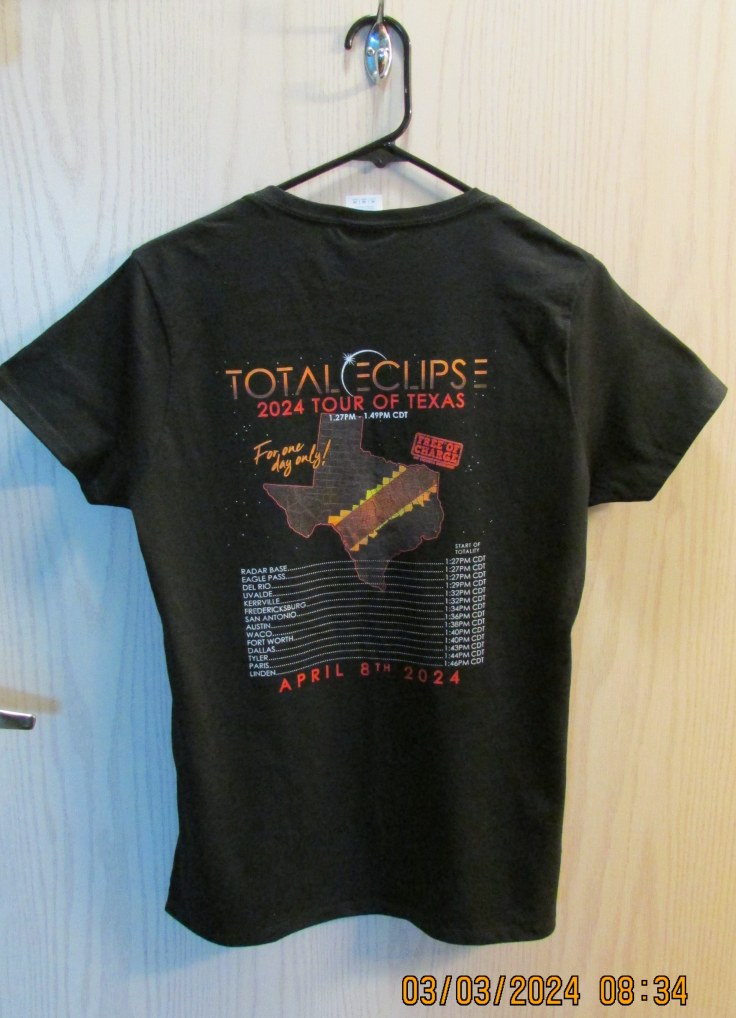 TOTAL ECLIPSE
2024 TOUR OF TEXAS
1.27PM - 1.49PM CDT
For one
day only!
FREE OF
CHARGE
START OF
TOTALITY
RADAR BASE 1:27PM CDT
EAGLE PASS 1:27PM CDT
DEL RIO 1:27PM CDT
UVALDE 1:29PM CDT
KERRVILLE 1:32PM CDT
FREDERICKSBURG 1:32PM CDT
SAN ANTONIO 1:34PM CDT
AUSTIN 1:36PM CDT
WACO 1:38PM CDT
FORT WORTH 1:40PM CDT
DALLAS 1:40PM CDT
TYLER 1:43PM CDT
PARIS 1:44PM CDT
LINDEN 1:46PM CDT
APRIL 8TH 2024
03/03/2024 08:34